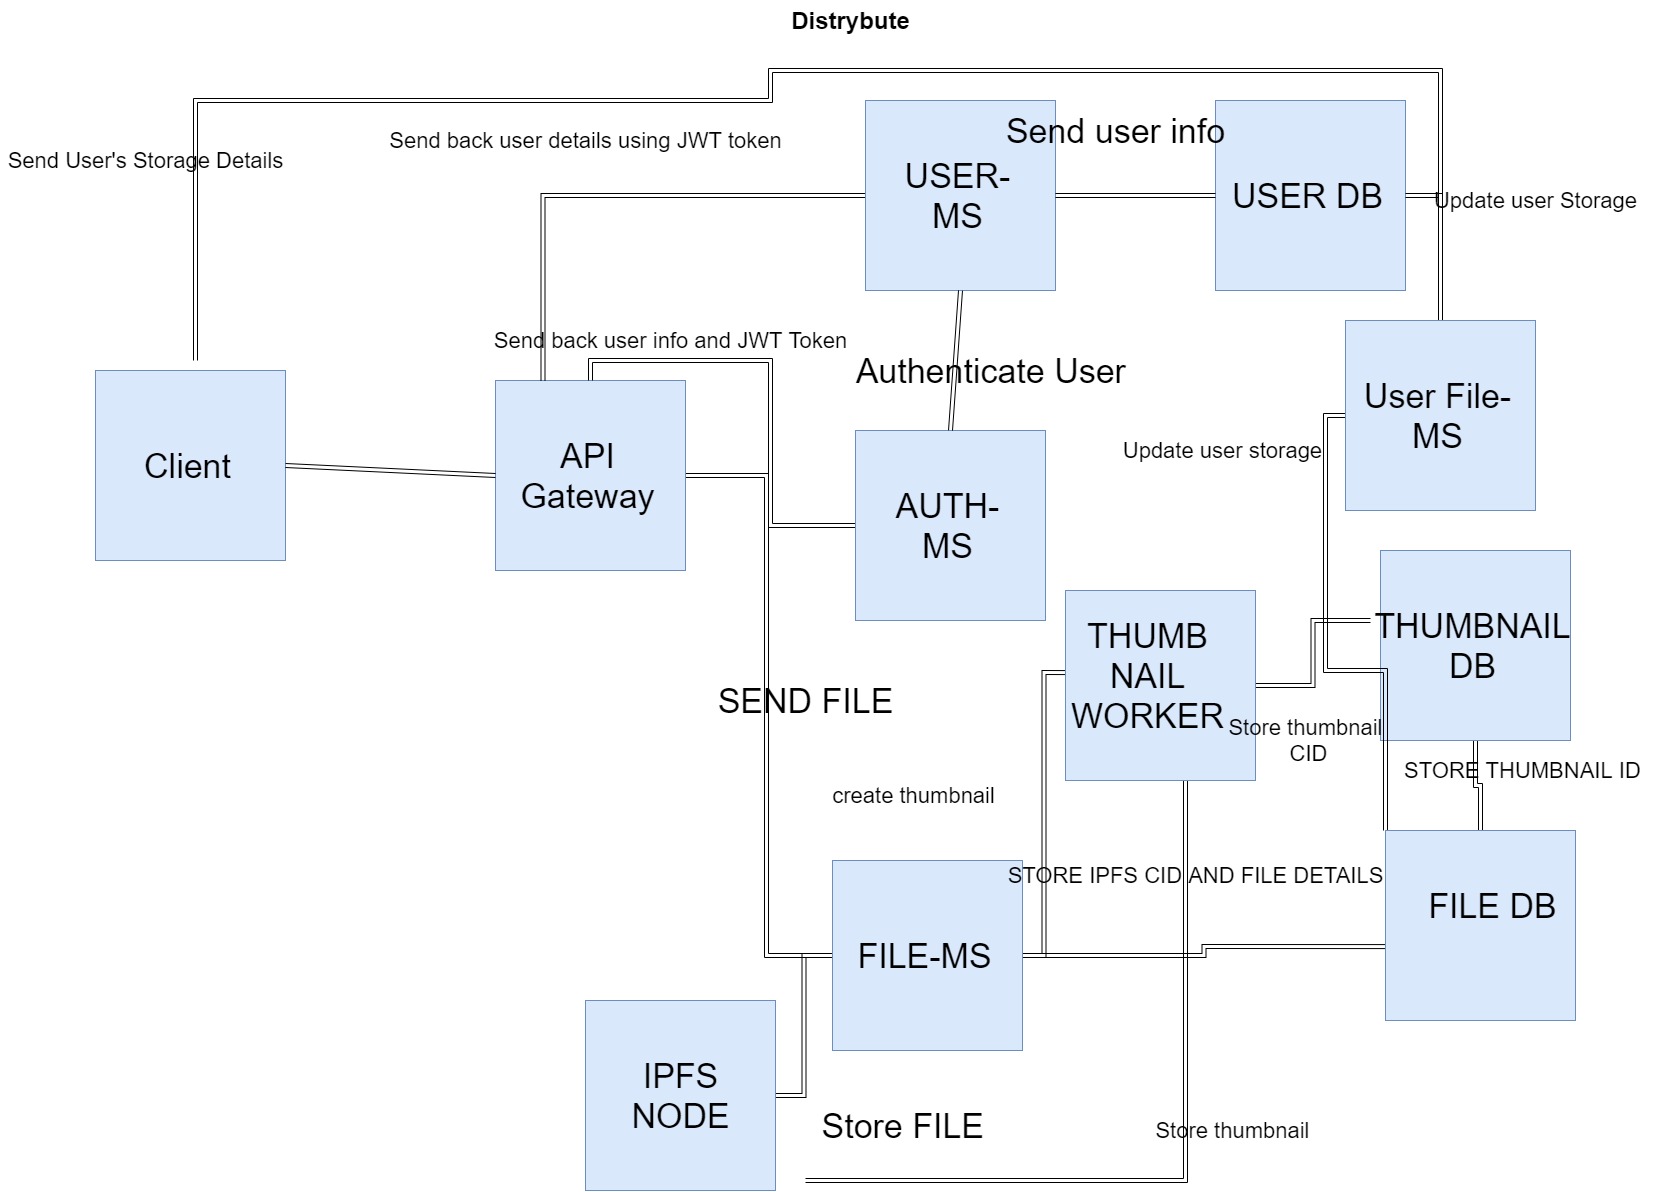 Distrybute
Send user info
Send back user details using JWT token
Send User's Storage Details
USER-
MS
USER DB
Update user Storage
Send back user info and JWT Token
Authenticate User
User File-
MS
Client
API
Gateway
Update user storage
AUTH-
MS
THUMB
NAIL
WORKER
THUMBNAIL
DB
SEND FILE
Store thumbnail
CID
STORE THUMBNAIL ID
create thumbnail
STORE IPFS CID AND FILE DETAILS
FILE DB
FILE-MS
IPFS
NODE
Store FILE
Store thumbnail